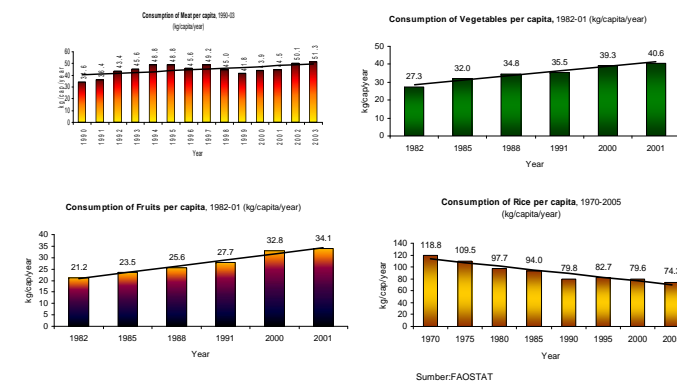 Consumption of Meat per capita, 1990-03
(kg/capita/year)
kg/cap/year
60
50
40
30
20
10
0
43.4
45.6
48.8
48.8
45.6
49.2
45.0
50.1
51.3
1990 1991 1992 1993 1994 1995 1996 1997 1998 1999 2000 2001 2002 2003
Year
Consumption of Vegetables per capita, 1982-01 (kg/capita/year)
kg/cap/year
50
40
30
20
10
0
27.3 32.0 34.8 35.5 39.3 40.6
1982 1985 1988 1991 2000 2001
Year
Consumption of Fruits per capita, 1982-01 (kg/capita/year)
kg/cap/year
40
35
30
25
20
15
10
5
0
21.2 23.5 25.6 27.7 32.8 34.1
1982 1985 1988 1991 2000 2001
Year
Consumption of Rice per capita, 1970-2005
(kg/capita/year)
kg/cap/year
140
120
100
80
60
40
20
0
118.8 109.5 97.7 94.0 79.8 82.7 79.6
1970 1975 1980 1985 1990 1995 2000
Year
Sumber:FAOSTAT